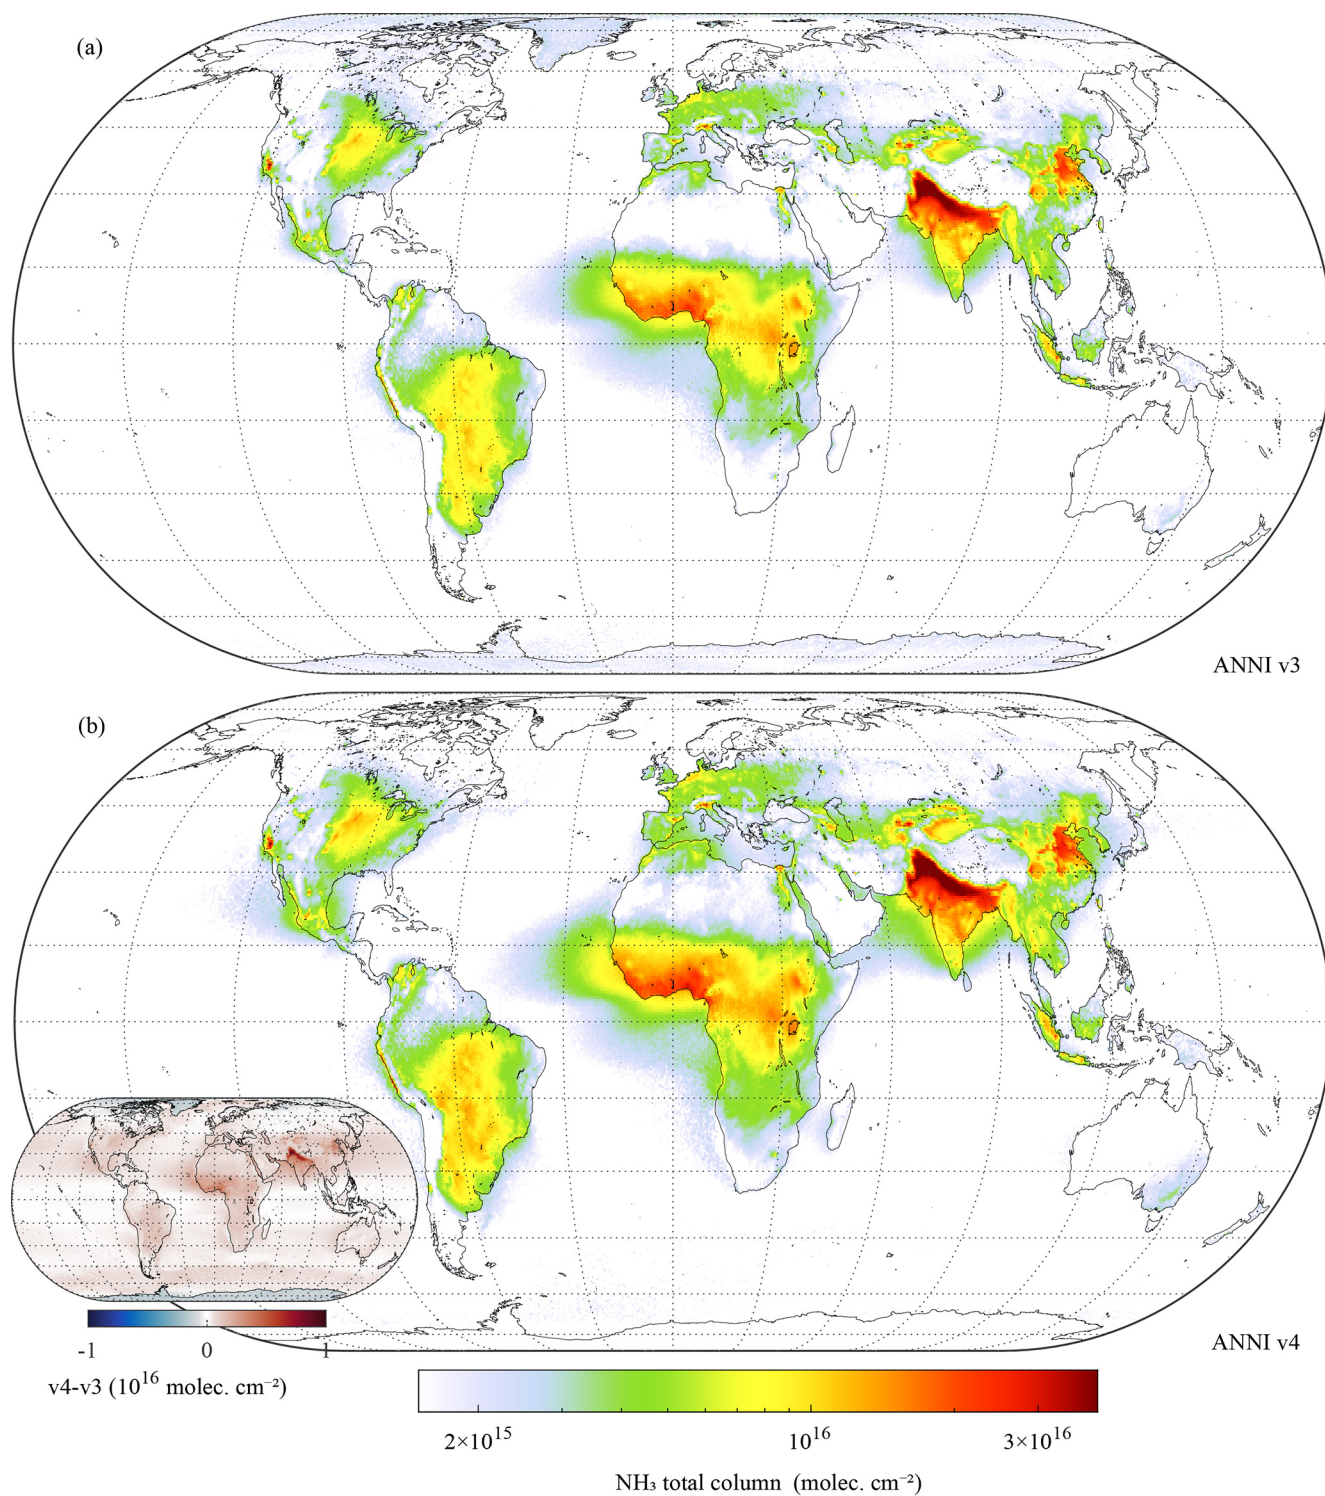 (a)
ANNI v3
(b)
-1 0 1
v4-v3 (10¹⁶ molec. cm⁻²)
ANNI v4
2×10¹⁵ 10¹⁶ 3×10¹⁶
NH₃ total column (molec. cm⁻²)